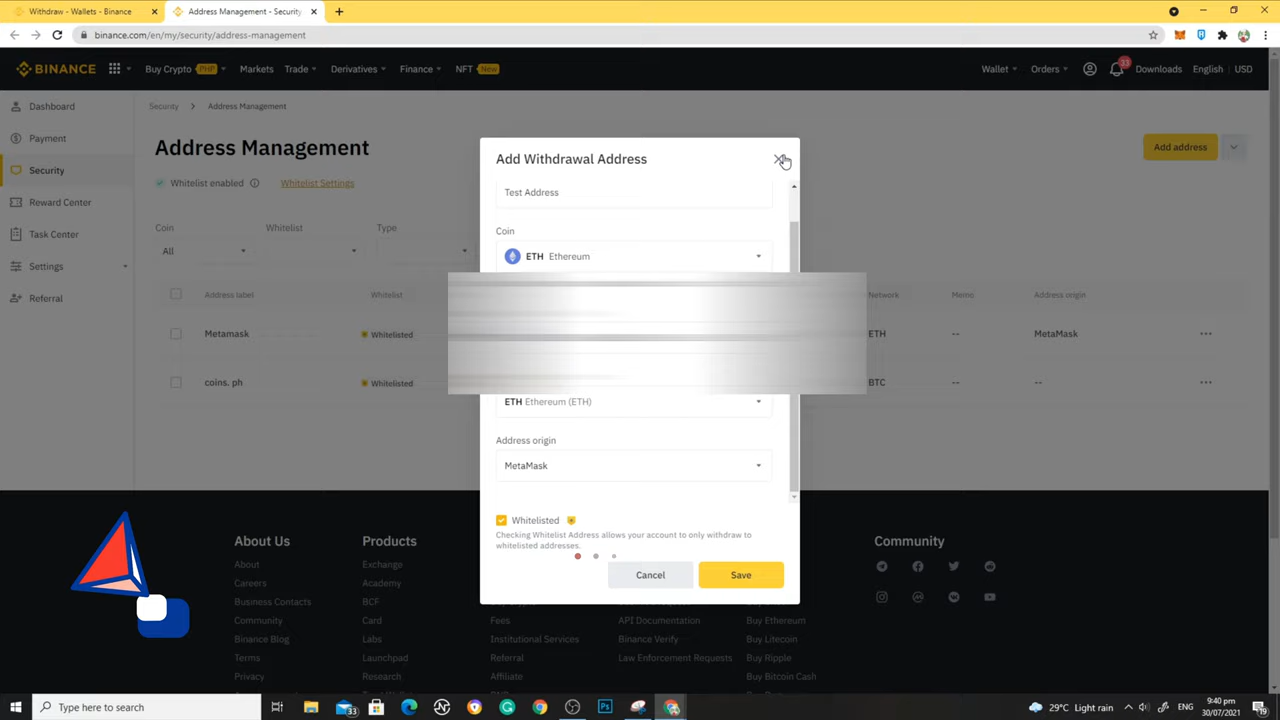 Withdraw - Wallets - Binance
Address Management - Security
binance.com/en/my/security/address-management
BINANCE
Buy Crypto PHP
Markets
Trade
Derivatives
Finance
NFT New
Wallet
Orders
33
Downloads
English
USD
Dashboard
Payment
Security
Reward Center
Task Center
Settings
Referral
Security > Address Management
Address Management
Add address
Whitelist enabled
Whitelist Settings
Coin
Whitelist
Type
All
Address label
Whitelist
Network
Memo
Address origin
Metamask
Whitelisted
ETH
--
MetaMask
coins. ph
Whitelisted
BTC
--
--
Add Withdrawal Address
Test Address
Coin
ETH Ethereum
ETH Ethereum (ETH)
Address origin
MetaMask
Whitelisted
Checking Whitelist Address allows your account to only withdraw to
whitelisted addresses.
Cancel
Save
About Us
About
Careers
Business Contacts
Community
Binance Blog
Terms
Privacy
Products
Exchange
Academy
BCF
Card
Labs
Launchpad
Research
Fees
Institutional Services
Referral
Affiliate
API Documentation
Binance Verify
Law Enforcement Requests
Buy Ethereum
Buy Litecoin
Buy Ripple
Buy Bitcoin Cash
Community
Type here to search
33
29°C Light rain
ENG
9:40 pm
30/07/2021
19